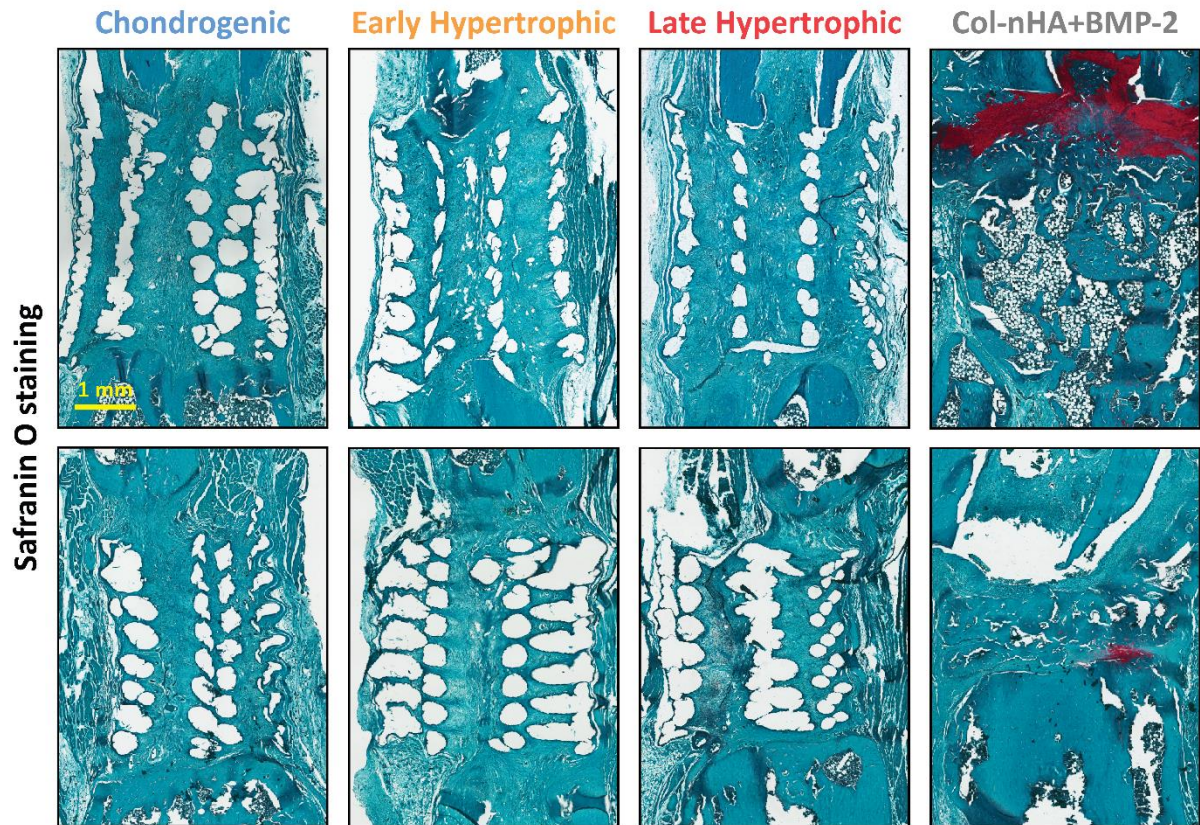 Chondrogenic
Early Hypertrophic
Late Hypertrophic
Col-nHA+BMP-2
Safranin O staining
1 mm